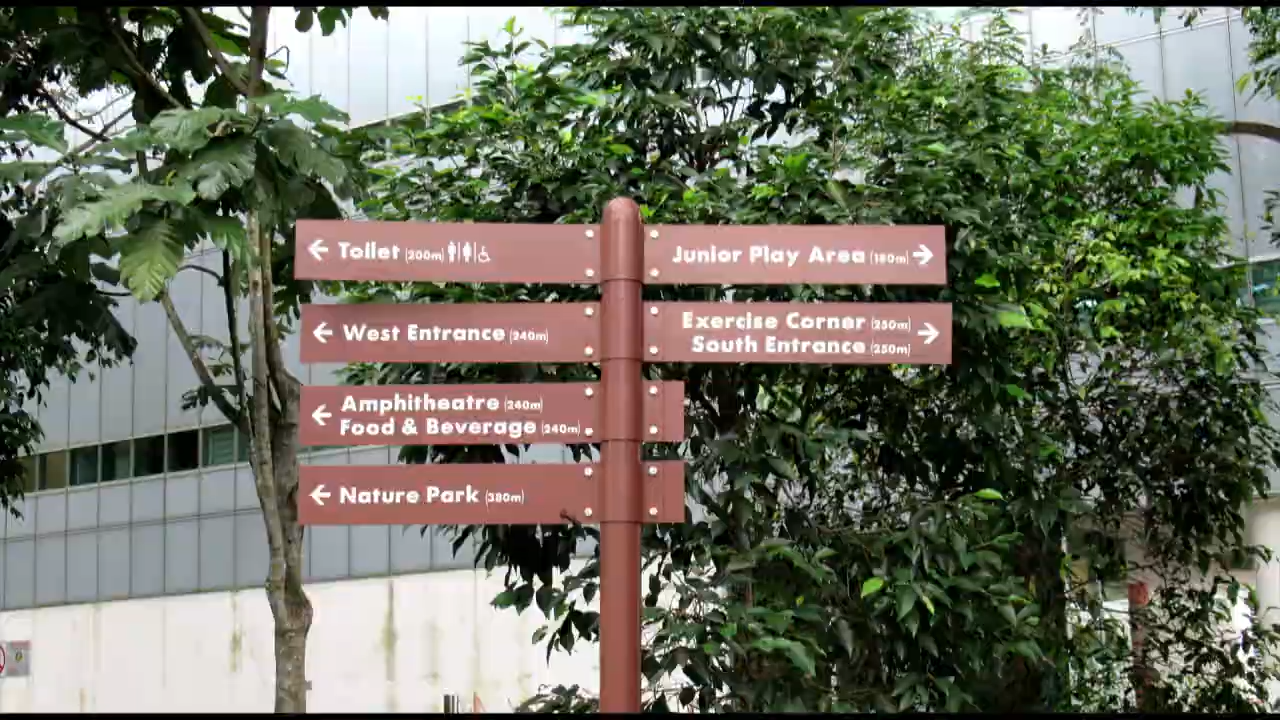 Toilet (200m)
Junior Play Area (180m)
West Entrance (240m)
Exercise Corner (250m)
South Entrance (250m)
Amphitheatre (240m)
Food & Beverage (240m)
Nature Park (380m)